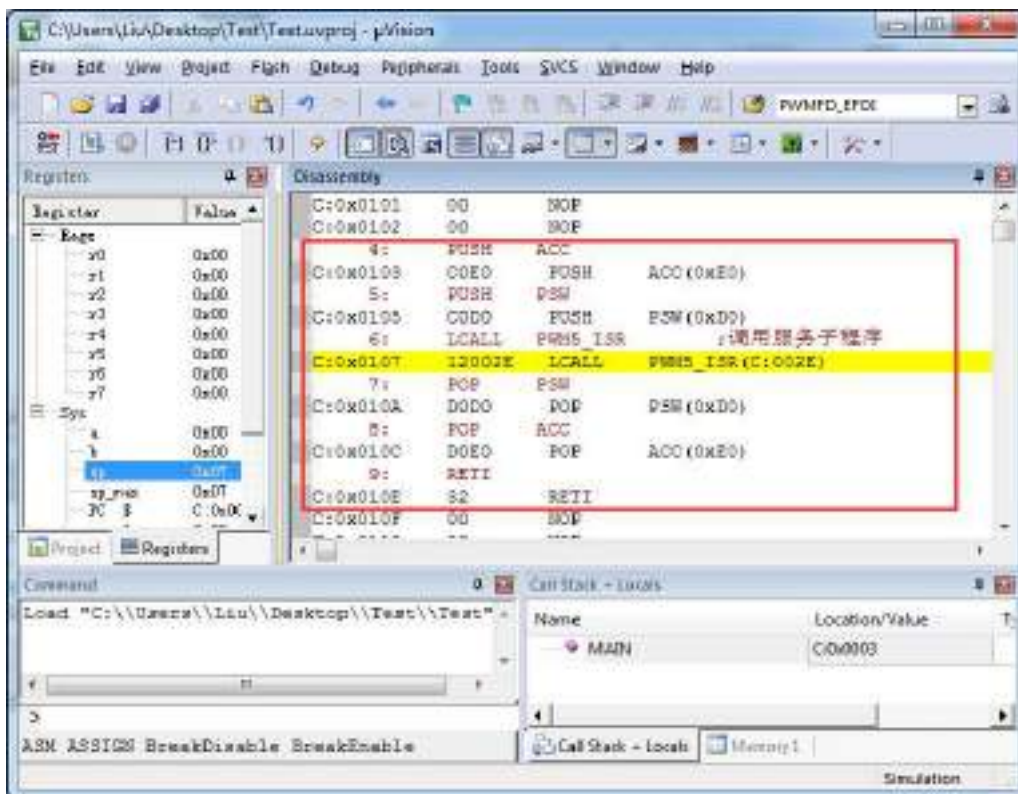 C:\Users\Liu\Desktop\Test\Test.uvproj - µVision
File Edit View Project Flash Debug Peripherals Tools SVCS Window Help
PWMFD_EFDI
Registers
Register Value
Regs
r0 0x00
r1 0x00
r2 0x00
r3 0x00
r4 0x00
r5 0x00
r6 0x00
r7 0x00
Sys
a 0x00
b 0x00
sp 0x07
sp_max 0x07
PC $
Project Registers
Disassembly
C:0x0101 00 NOP
C:0x0102 00 NOP
4: PUSH ACC
C:0x0103 C0E0 PUSH ACC(0xE0)
5: PUSH PSW
C:0x0105 C0D0 PUSH PSW(0xD0)
6: LCALL PWM5_ISR ;调用服务子程序
C:0x0107 12002E LCALL PWM5_ISR(C:002E)
7: POP PSW
C:0x010A D0D0 POP PSW(0xD0)
8: POP ACC
C:0x010C D0E0 POP ACC(0xE0)
9: RETI
C:0x010E 32 RETI
C:0x010F 00 NOP
Command
Load "C:\\Users\\Liu\\Desktop\\Test\\Test"
>
ASM ASSIGN BreakDisable BreakEnable
Call Stack + Locals
Name Location/Value
MAIN C:0x0003
Call Stack + Locals Memory 1
Simulation